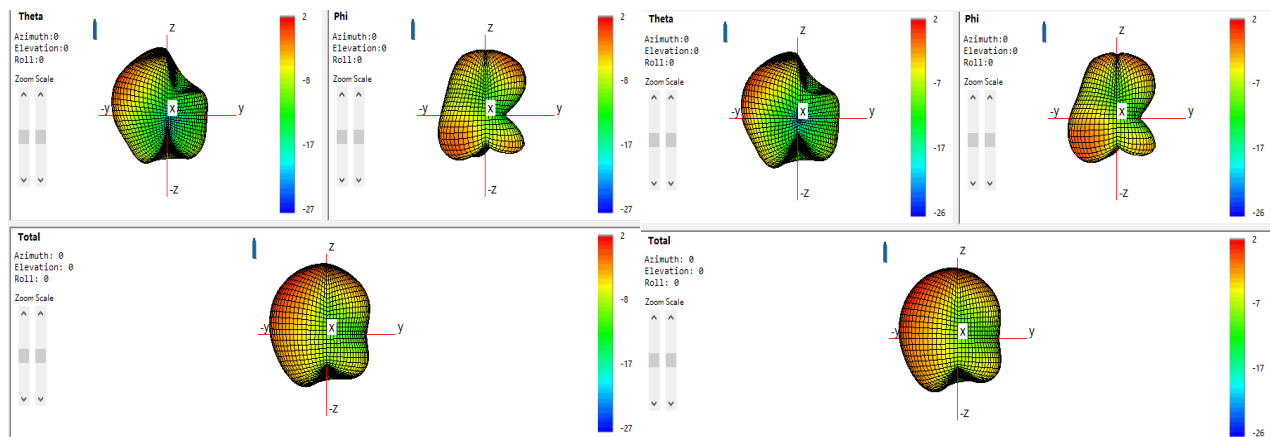 Theta
Azimuth:0
Elevation:0
Roll:0
Zoom Scale
z
-y
X
y
-z
2
-8
-17
-27
Phi
Azimuth:0
Elevation:0
Roll:0
Zoom Scale
z
-y
X
y
-z
2
-8
-17
-27
Theta
Azimuth:0
Elevation:0
Roll:0
Zoom Scale
z
-y
X
y
-z
2
-7
-17
-26
Phi
Azimuth:0
Elevation:0
Roll:0
Zoom Scale
z
-y
X
y
-z
2
-7
-17
-26
Total
Azimuth: 0
Elevation: 0
Roll: 0
Zoom Scale
z
-y
X
y
-z
2
-8
-17
-27
Total
Azimuth: 0
Elevation: 0
Roll: 0
Zoom Scale
z
-y
X
y
-z
2
-7
-17
-26